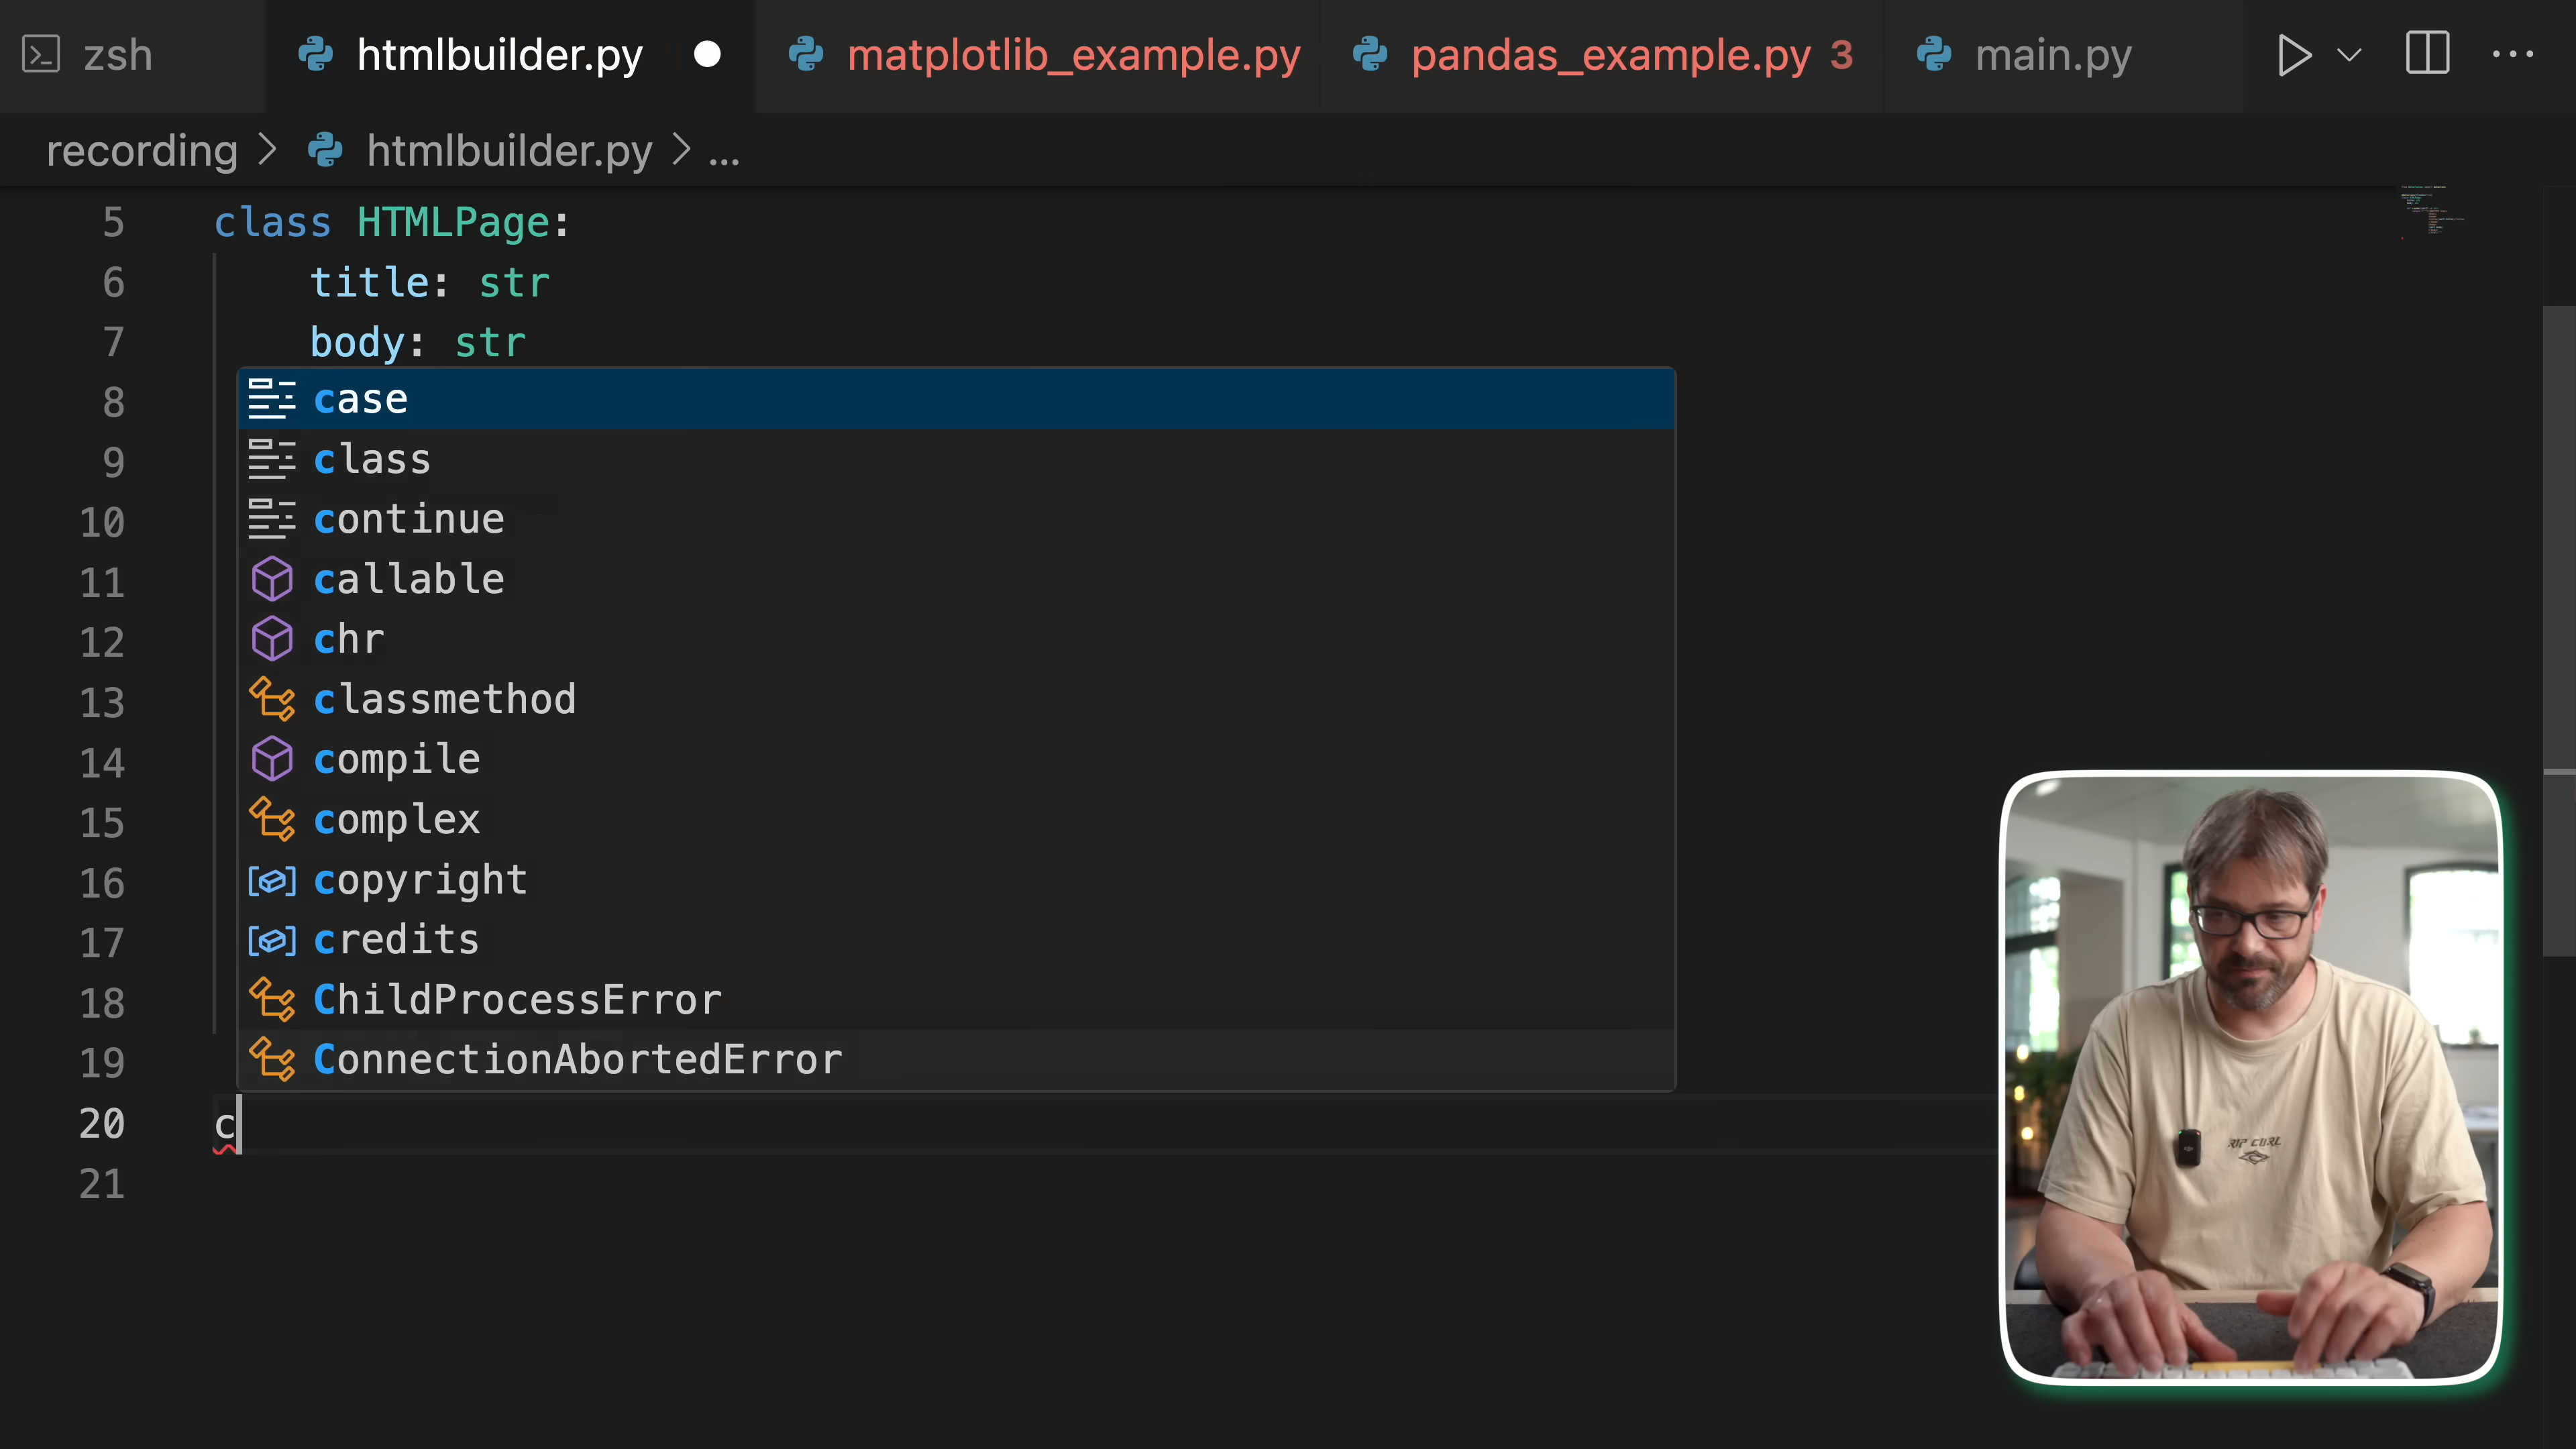 zsh
htmlbuilder.py
matplotlib_example.py
pandas_example.py 3
main.py
recording > htmlbuilder.py > ...
5 class HTMLPage:
6 title: str
7 body: str
8
9
10
11
12
13
14
15
16
17
18
19
case
class
continue
callable
chr
classmethod
compile
complex
copyright
credits
ChildProcessError
ConnectionAbortedError
20 c
21
RIP CURL